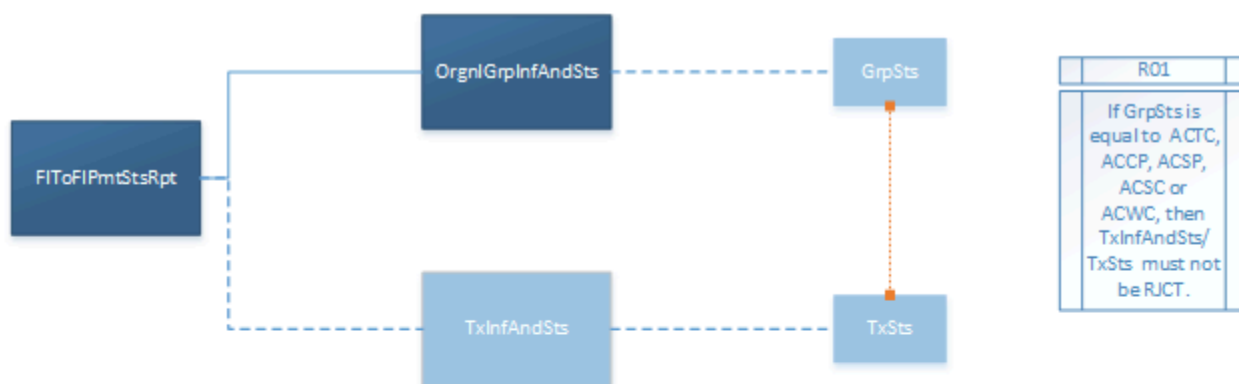 OrgnlGrpInfAndSts
GrpSts
R01
If GrpSts is
equal to ACTC,
ACCP, ACSP,
ACSC or
ACWC, then
TxInfAndSts/
TxSts must not
be RJCT.
FIToFIPmtStsRpt
TxInfAndSts
TxSts